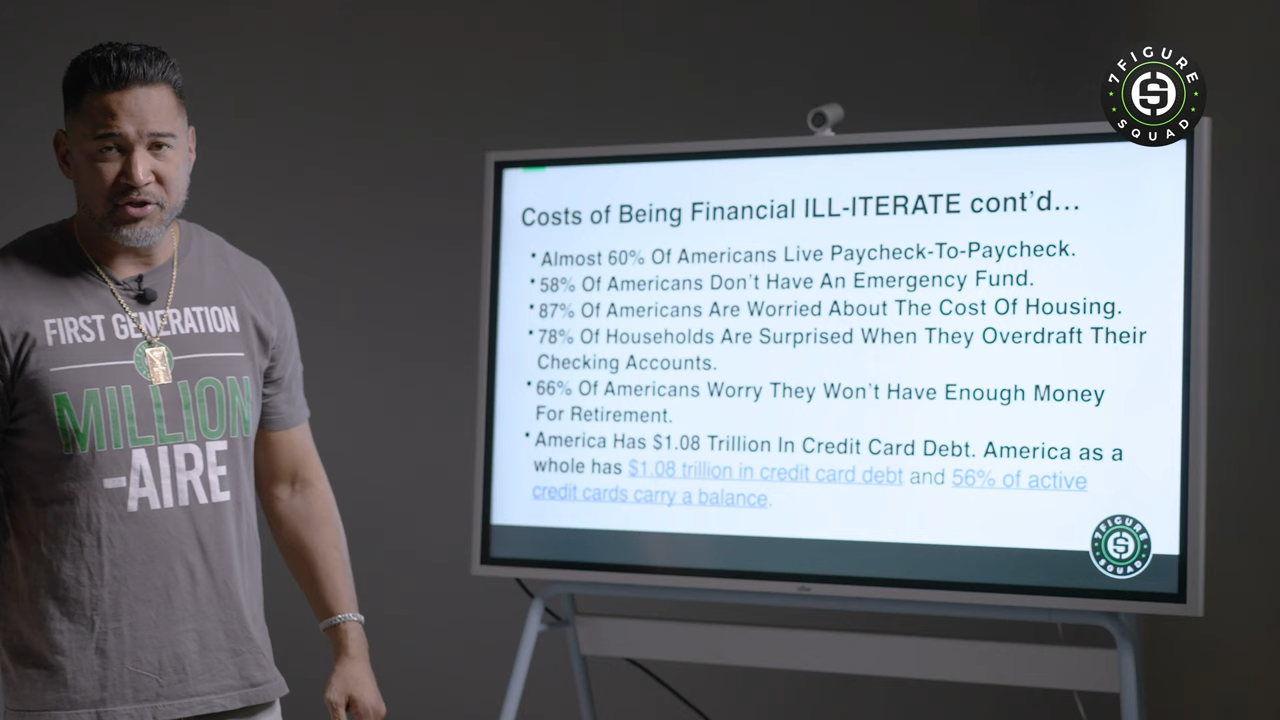 7FIGURE
SQUAD
FIRST GENERATION
MILLION
-AIRE
Costs of Being Financial ILL-ITERATE cont'd...
• Almost 60% Of Americans Live Paycheck-To-Paycheck.
• 58% Of Americans Don't Have An Emergency Fund.
• 87% Of Americans Are Worried About The Cost Of Housing.
• 78% Of Households Are Surprised When They Overdraft Their
Checking Accounts.
• 66% Of Americans Worry They Won't Have Enough Money
For Retirement.
• America Has $1.08 Trillion In Credit Card Debt. America as a
whole has $1.08 trillion in credit card debt and 56% of active
credit cards carry a balance.
7FIGURE
SQUAD